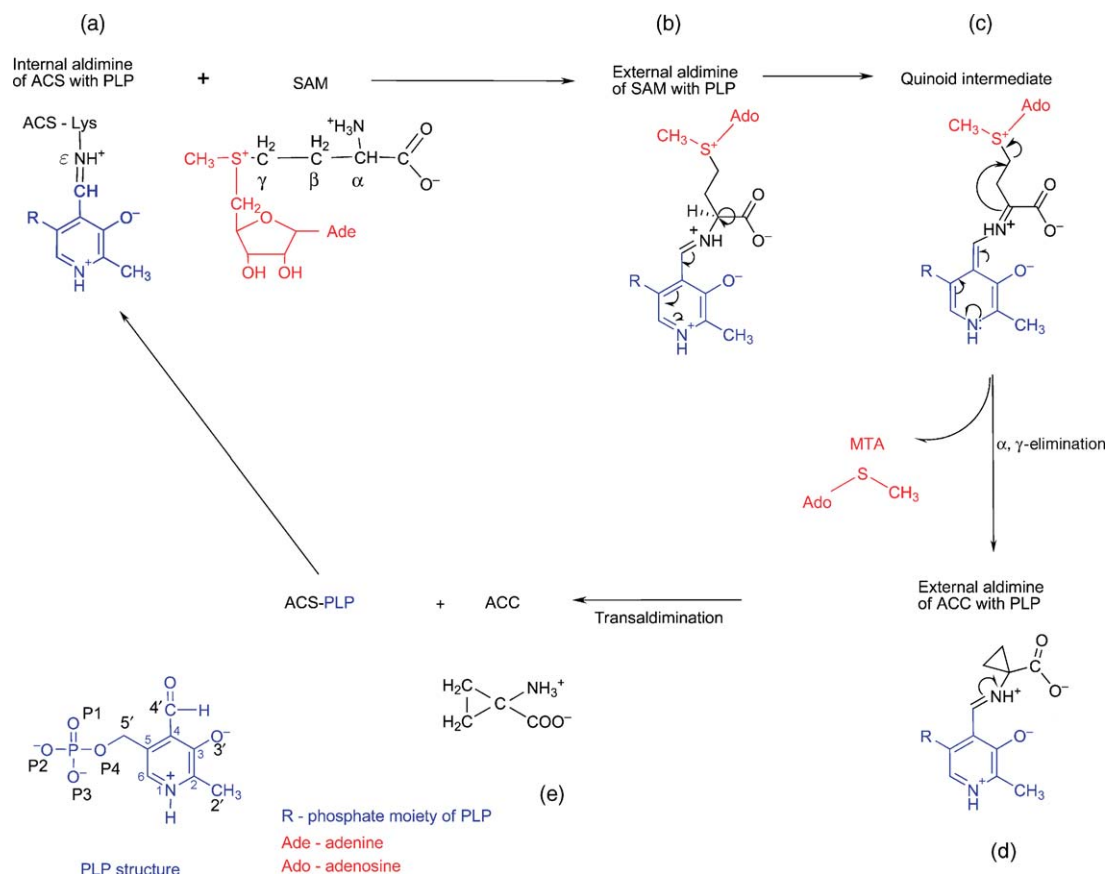 (a)
(b)
(c)
Internal aldimine
of ACS with PLP
+
SAM
External aldimine
of SAM with PLP
Quinoid intermediate
ACS - Lys
ε NH⁺
CH
R
O⁻
N⁺
H
CH₃
CH₃ S⁺
H₂
C
γ
H₂
C
β
⁺H₃N
CH
α
C
O
O⁻
CH₂
O
Ade
OH OH
Ado
CH₃ S⁺
H
C
O
O⁻
+
NH
R
O⁻
N⁺
H
CH₃
Ado
CH₃ S⁺
C
O
O⁻
HN⁺
R
O⁻
N:
H
CH₃
MTA
S
Ado CH₃
α, γ-elimination
External aldimine
of ACC with PLP
ACS-PLP + ACC
Transaldimination
H₂C
H₂C
C
NH₃⁺
COO⁻
C
O
O⁻
NH⁺
R
O⁻
N⁺
H
CH₃
(d)
O
4′ C H
O P1
5′
⁻O P O
P2 P4
O⁻
P3
4
5
3
O⁻
3′
6
2
1 N
+
H
CH₃
2′
PLP structure
(e)
R - phosphate moiety of PLP
Ade - adenine
Ado - adenosine